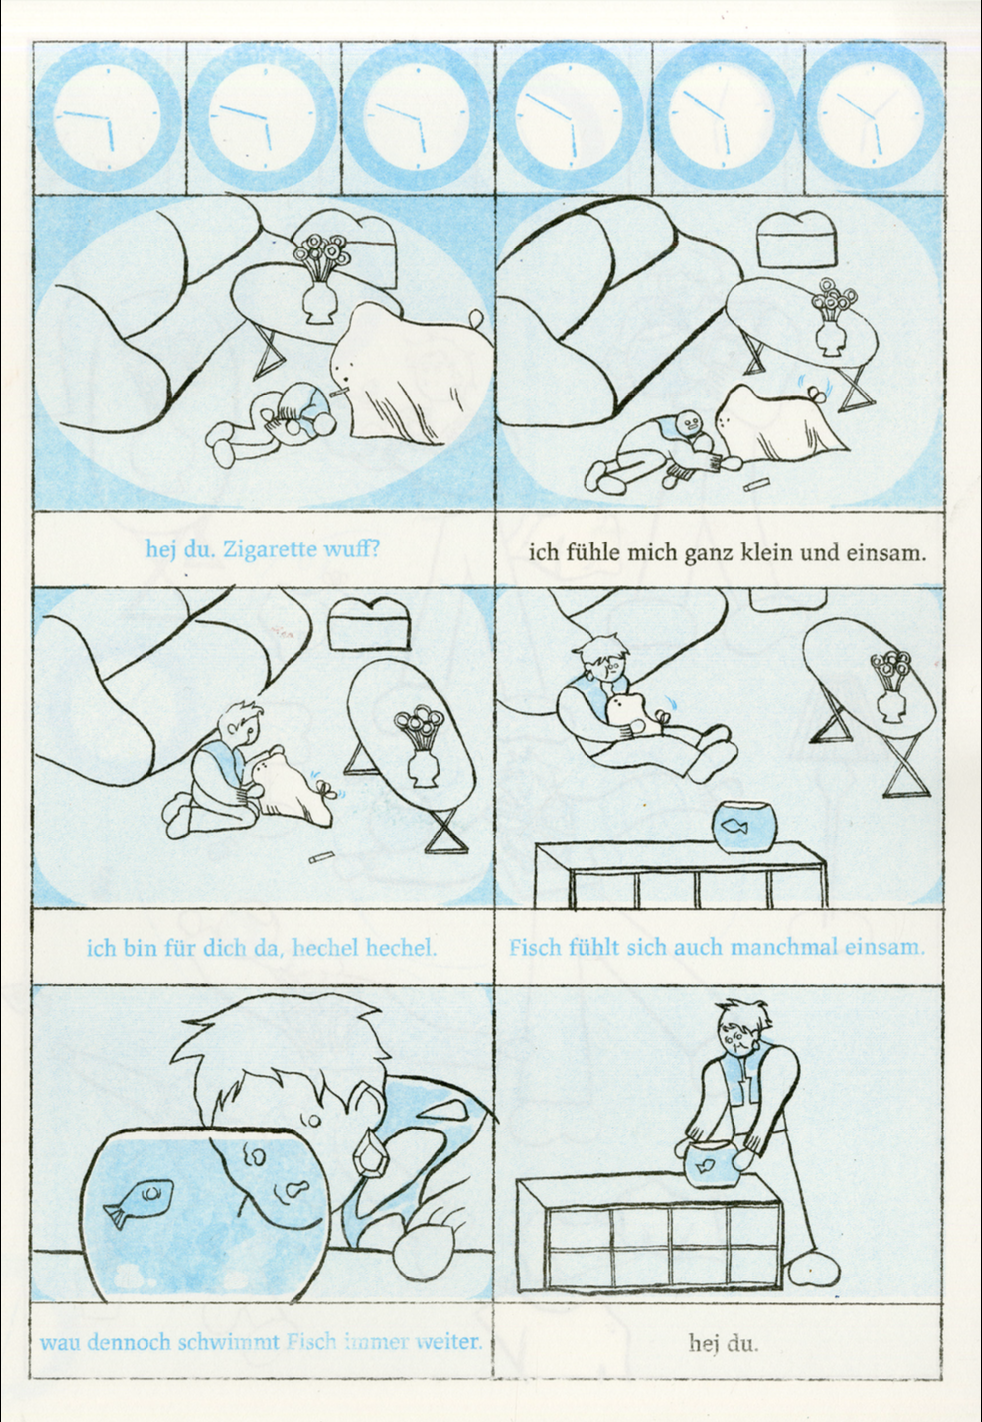 hej du. Zigarette wuff?
ich fühle mich ganz klein und einsam.
ich bin für dich da, hechel hechel.
Fisch fühlt sich auch manchmal einsam.
wau dennoch schwimmt Fisch immer weiter.
hej du.